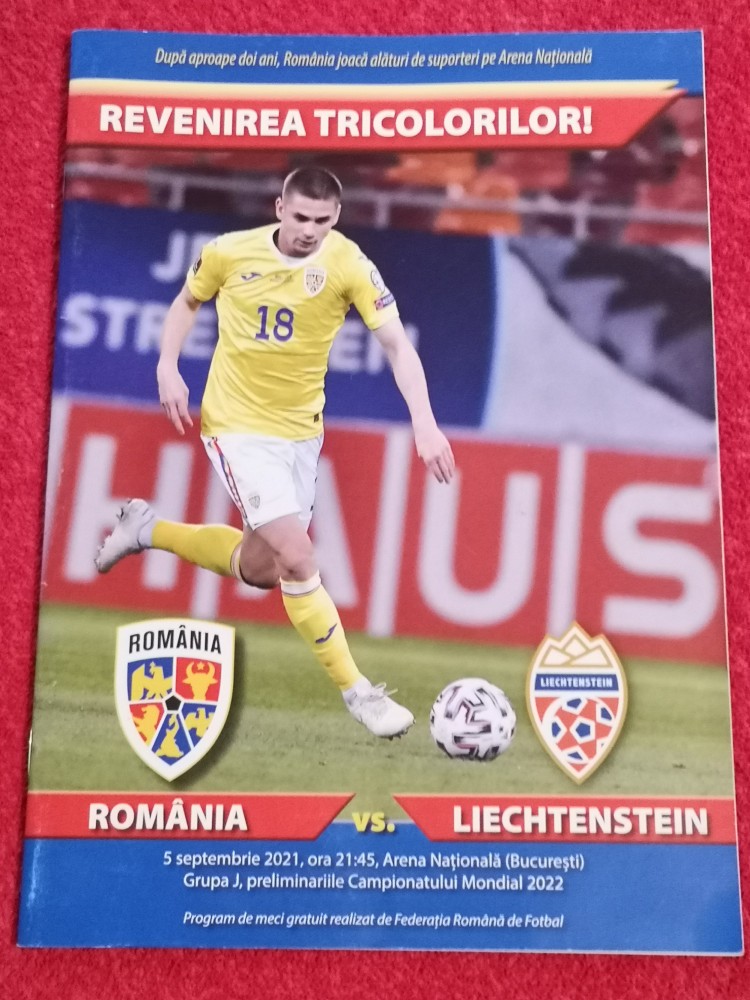 După aproape doi ani, România joacă alături de suporteri pe Arena Națională
REVENIREA TRICOLORILOR!
18
HAUS
ROMÂNIA
LIECHTENSTEIN
ROMÂNIA
vs.
LIECHTENSTEIN
5 septembrie 2021, ora 21:45, Arena Națională (București)
Grupa J, preliminariile Campionatului Mondial 2022
Program de meci gratuit realizat de Federația Română de Fotbal